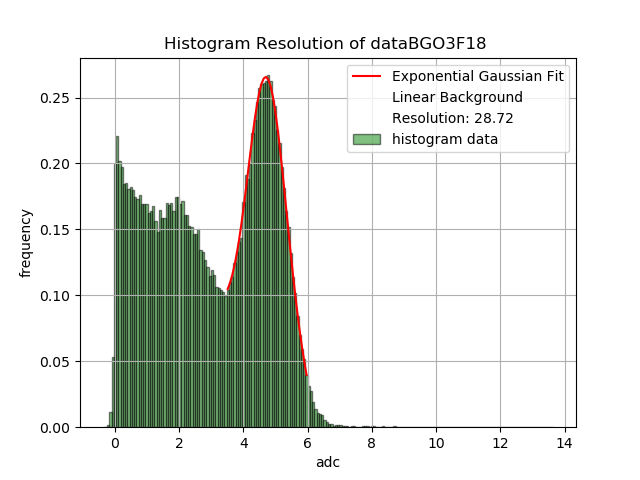 Histogram Resolution of dataBGO3F18
Exponential Gaussian Fit
Linear Background
Resolution: 28.72
histogram data
frequency
0.25
0.20
0.15
0.10
0.05
0.00
0 2 4 6 8 10 12 14
adc